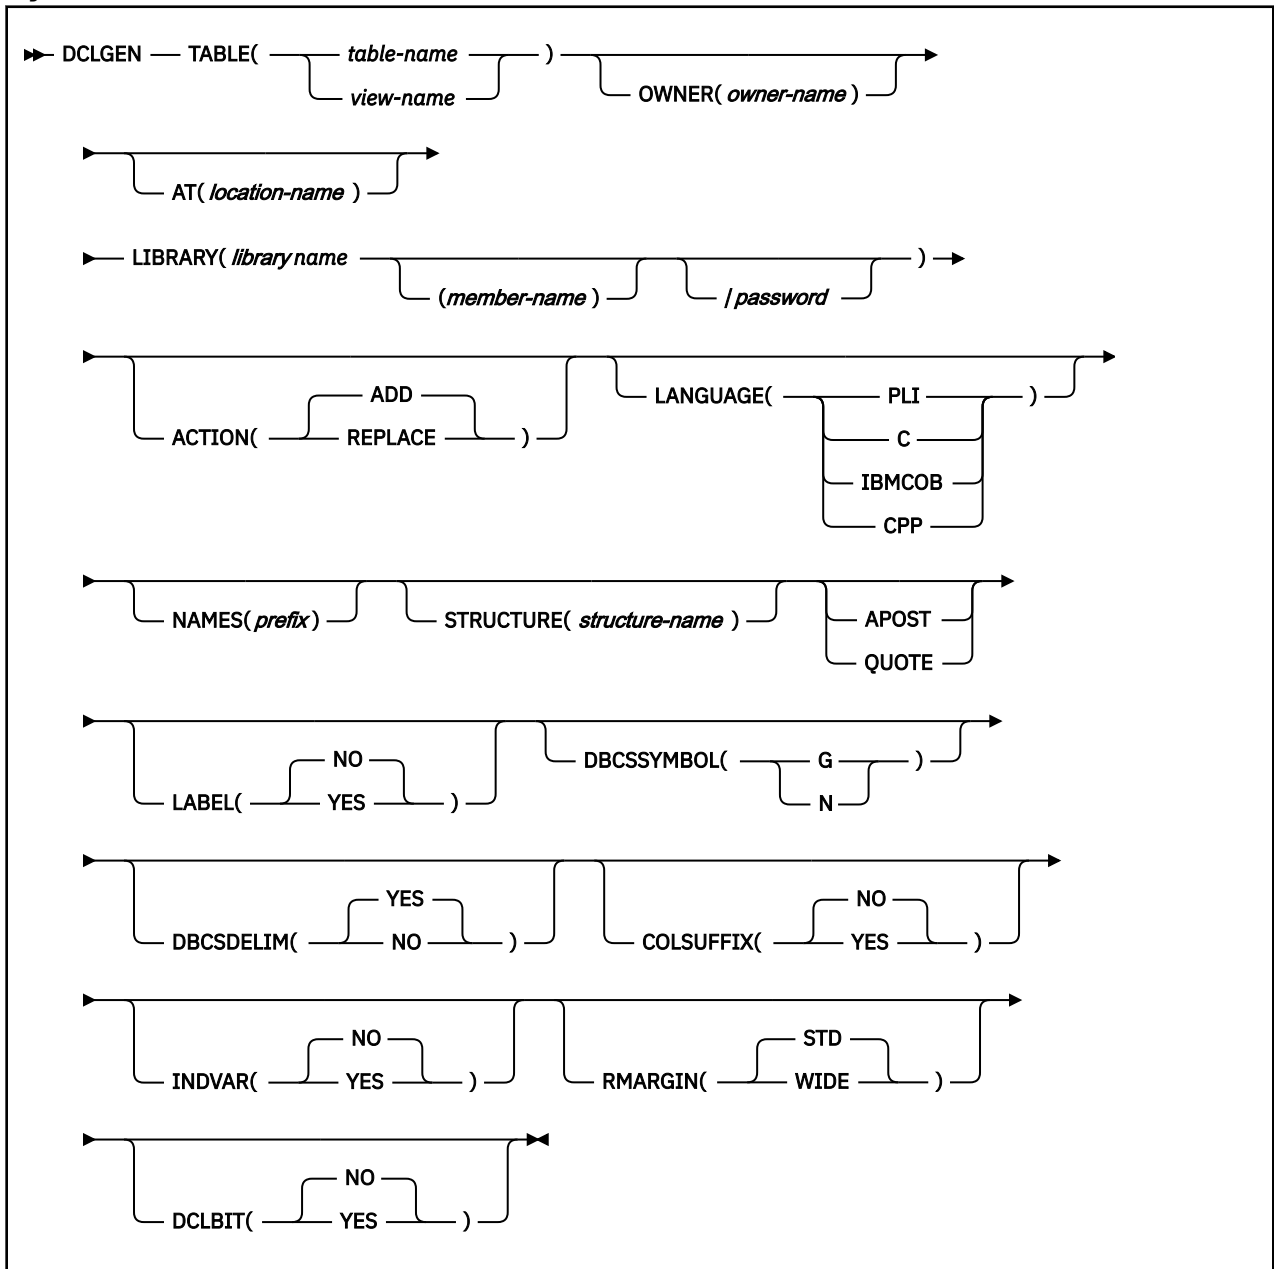 DCLGEN TABLE( table-name )
view-name
OWNER( owner-name )
AT( location-name )
LIBRARY( library name )
(member-name ) /password
ADD
ACTION( REPLACE )
LANGUAGE( PLI )
C
IBMCOB
CPP
NAMES( prefix )
STRUCTURE( structure-name )
APOST
QUOTE
NO
LABEL( YES )
DBCSSYMBOL( G )
N
YES
DBCSDELIM( NO )
NO
COLSUFFIX( YES )
NO
INDVAR( YES )
STD
RMARGIN( WIDE )
NO
DCLBIT( YES )